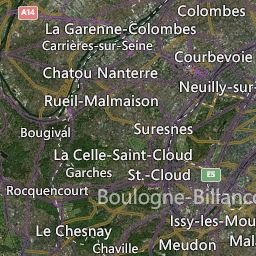 A14
Colombes
La Garenne-Colombes
Carrières-sur-Seine
Courbevoie
Chatou Nanterre
Neuilly-sur-
Rueil-Malmaison
Suresnes
Bougival
La Celle-Saint-Cloud
Garches
St.-Cloud
E5
Rocquencourt
Boulogne-Billanco
Issy-les-Mou
Le Chesnay
Chaville
Meudon
Mala